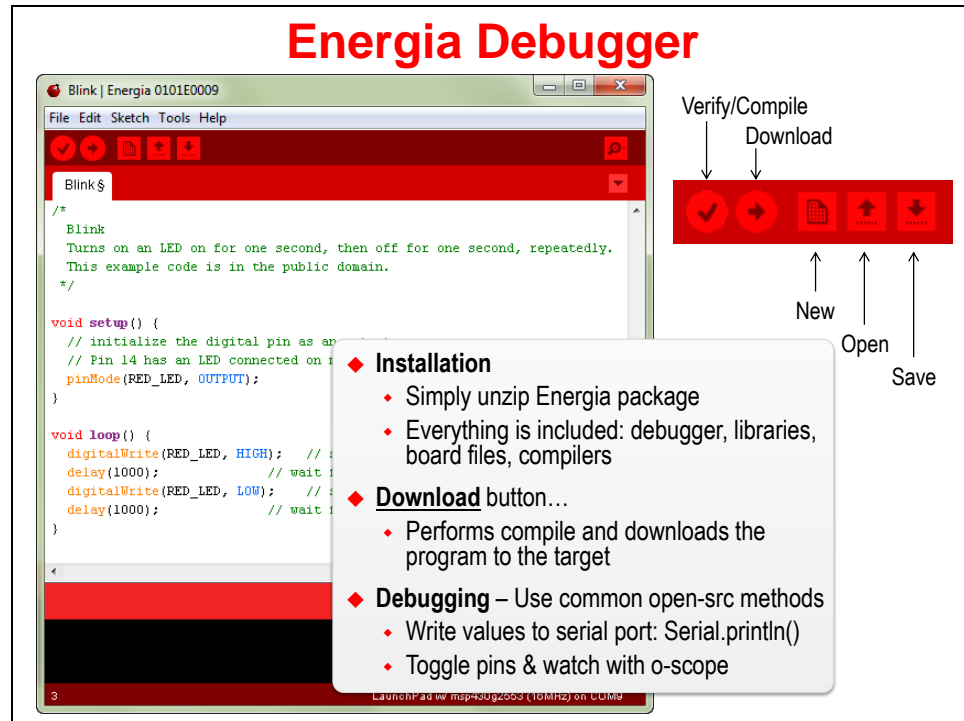 Energia Debugger
Blink | Energia 0101E0009
File Edit Sketch Tools Help
Blink §
/*
Blink
Turns on an LED on for one second, then off for one second, repeatedly.
This example code is in the public domain.
*/
void setup() {
// initialize the digital pin as an
// Pin 14 has an LED connected on
pinMode(RED_LED, OUTPUT);
}
void loop() {
digitalWrite(RED_LED, HIGH); //
delay(1000); // wait
digitalWrite(RED_LED, LOW); //
delay(1000); // wait
}
3
LaunchPad w/ msp430g2553 (16MHz) on COM9
Verify/Compile
Download
New
Open
Save
Installation
Simply unzip Energia package
Everything is included: debugger, libraries,
board files, compilers
Download button…
Performs compile and downloads the
program to the target
Debugging – Use common open-src methods
Write values to serial port: Serial.println()
Toggle pins & watch with o-scope